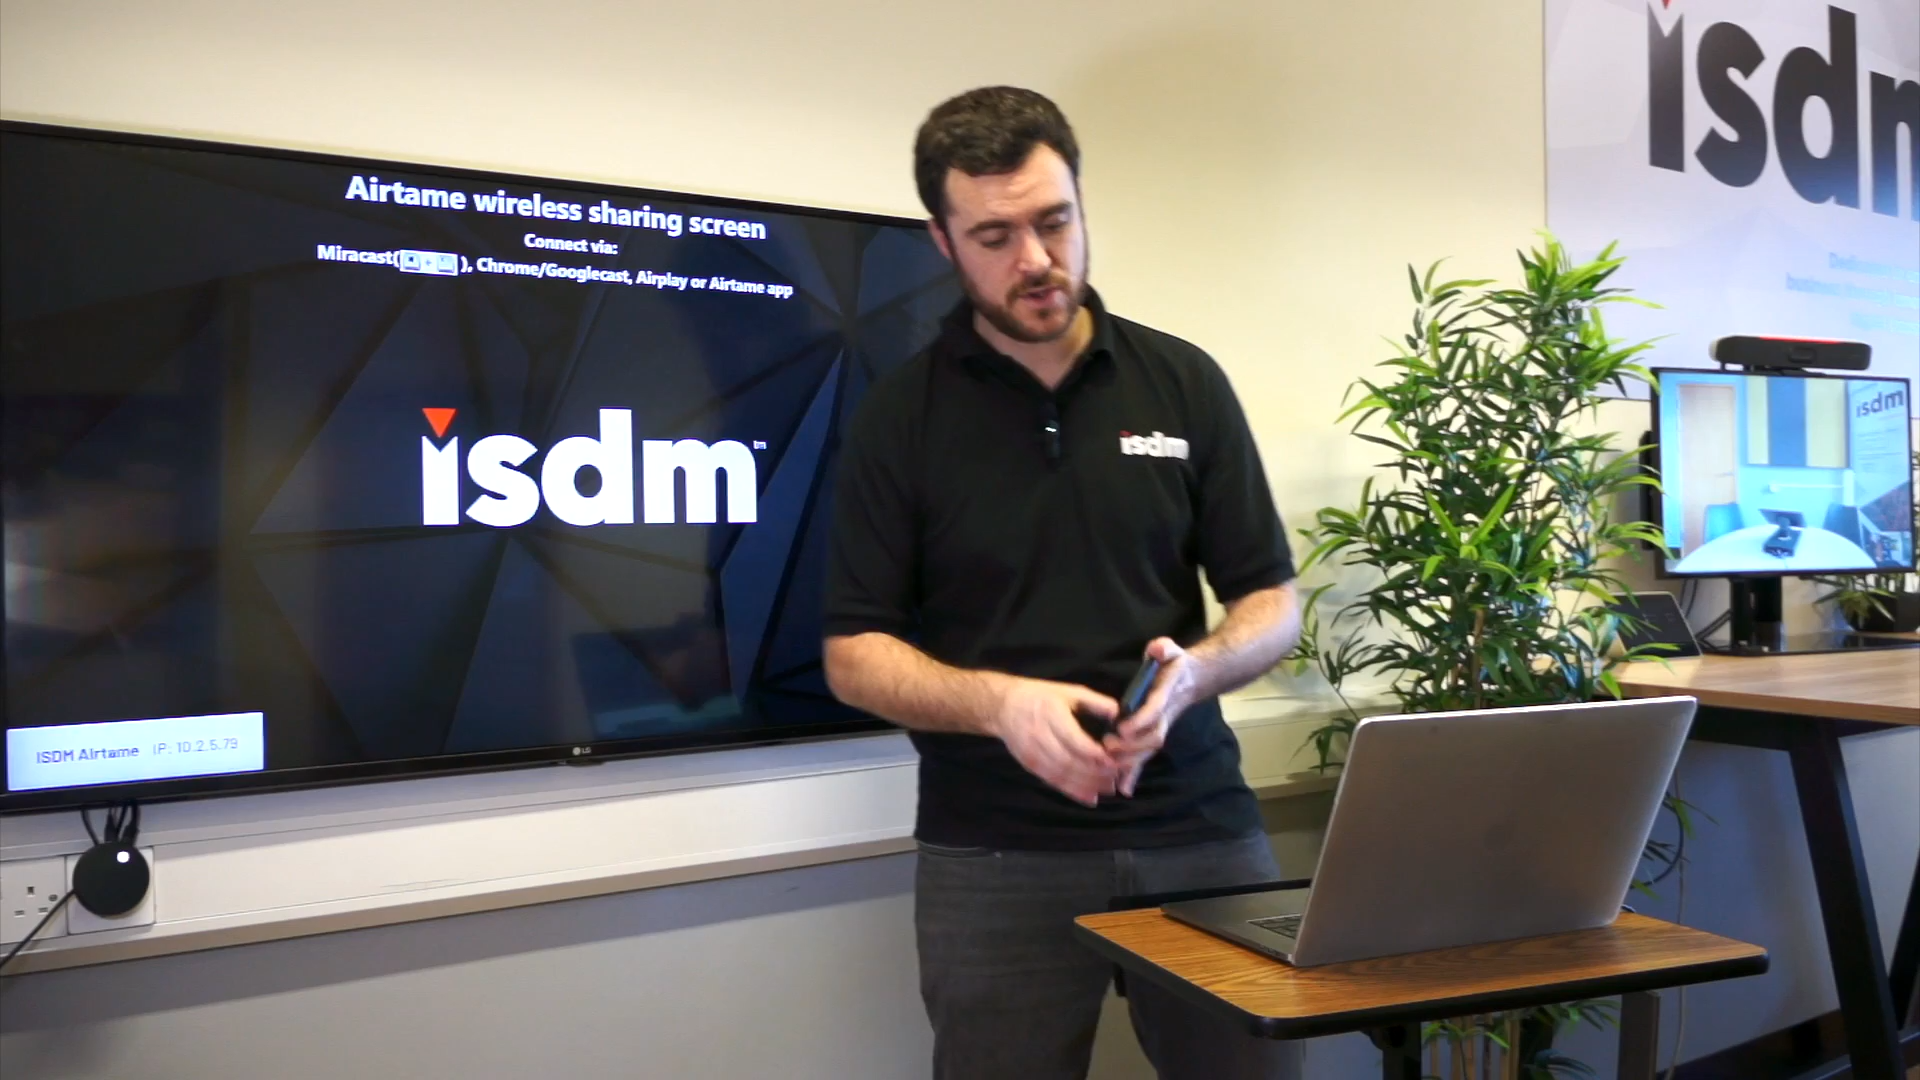 Airtame wireless sharing screen
Connect via:
Miracast( + ), Chrome/Googlecast, Airplay or Airtame app
isdm™
ISDM Airtame IP: 10.2.5.79
LG
isdm
isdm
isdm